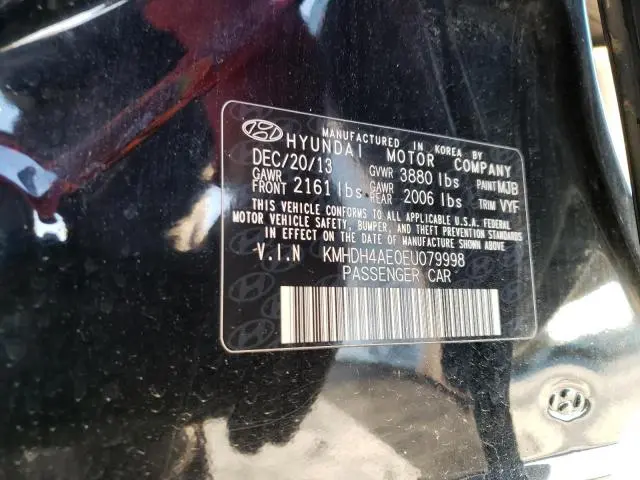 MANUFACTURED IN KOREA BY
HYUNDAI MOTOR COMPANY
DEC/20/13 GVWR 3880 lbs PAINT MJB
GAWR FRONT 2161 lbs GAWR REAR 2006 lbs TRIM VYF
THIS VEHICLE CONFORMS TO ALL APPLICABLE U.S.A. FEDERAL
MOTOR VEHICLE SAFETY, BUMPER, AND THEFT PREVENTION
STANDARDS IN EFFECT ON THE DATE OF MANUFACTURE SHOWN ABOVE.
V.I.N KMHDH4AE0EU079998
PASSENGER CAR